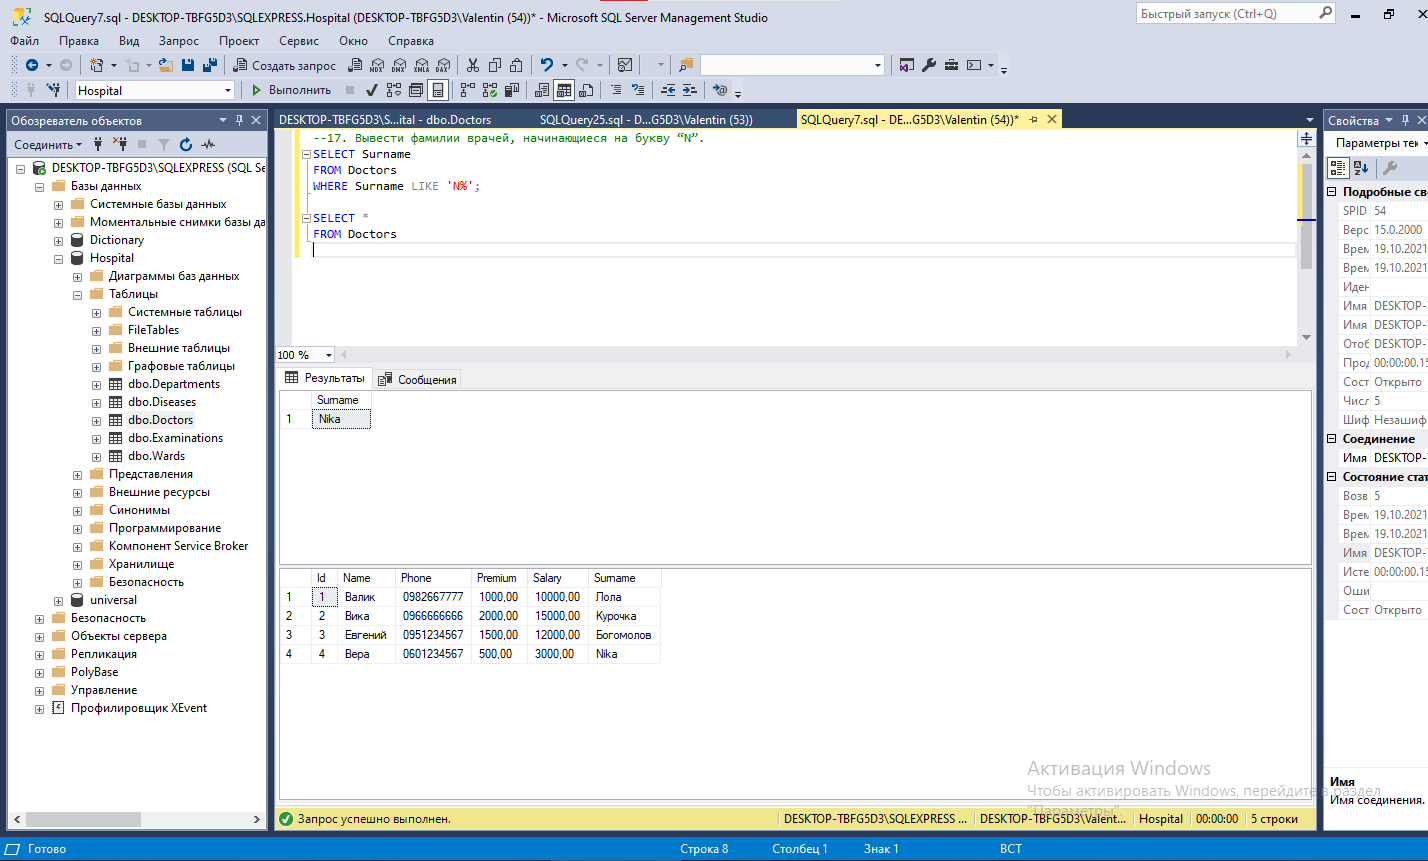 SQLQuery7.sql - DESKTOP-TBFG5D3\SQLEXPRESS.Hospital (DESKTOP-TBFG5D3\Valentin (54))* - Microsoft SQL Server Management Studio
Быстрый запуск (Ctrl+Q)
Файл Правка Вид Запрос Проект Сервис Окно Справка
Создать запрос MDX DMX XMLA DAX
Hospital Выполнить
Обозреватель объектов
Соединить
DESKTOP-TBFG5D3\SQLEXPRESS (SQL Se
Базы данных
Системные базы данных
Моментальные снимки базы да
Dictionary
Hospital
Диаграммы баз данных
Таблицы
Системные таблицы
FileTables
Внешние таблицы
Графовые таблицы
dbo.Departments
dbo.Diseases
dbo.Doctors
dbo.Examinations
dbo.Wards
Представления
Внешние ресурсы
Синонимы
Программирование
Компонент Service Broker
Хранилище
Безопасность
universal
Безопасность
Объекты сервера
Репликация
PolyBase
Управление
Профилировщик XEvent
DESKTOP-TBFG5D3\S...ital - dbo.Doctors SQLQuery25.sql - D...G5D3\Valentin (53)) SQLQuery7.sql - DE...G5D3\Valentin (54))*
--17. Вывести фамилии врачей, начинающиеся на букву “N”.
SELECT Surname
FROM Doctors
WHERE Surname LIKE 'N%';
SELECT *
FROM Doctors
100 %
Результаты Сообщения
Surname
1 Nika
Id Name Phone Premium Salary Surname
1 1 Валик 0982667777 1000,00 10000,00 Лола
2 2 Вика 0966666666 2000,00 15000,00 Курочка
3 3 Евгений 0951234567 1500,00 12000,00 Богомолов
4 4 Вера 0601234567 500,00 3000,00 Nika
Запрос успешно выполнен. DESKTOP-TBFG5D3\SQLEXPRESS ... DESKTOP-TBFG5D3\Valent... Hospital 00:00:00 5 строки
Свойства
Параметры тек
Подробные св
SPID 54
Верс 15.0.2000
Врем 19.10.2021
Врем 19.10.2021
Иден
Имя DESKTOP-
Имя DESKTOP-
Отоб DESKTOP-
Прод 00:00:00.15
Сост Открыто
Числ 5
Шиф Незашиф
Соединение
Имя DESKTOP-
Состояние стат
Возв 5
Врем 19.10.2021
Врем 19.10.2021
Имя DESKTOP-
Исте 00:00:00.15
Оши
Сост Открыто
Имя
Имя соединения.
Активация Windows
Чтобы активировать Windows, перейдите в раздел
"Параметры".
Готово Строка 8 Столбец 1 Знак 1 ВСТ